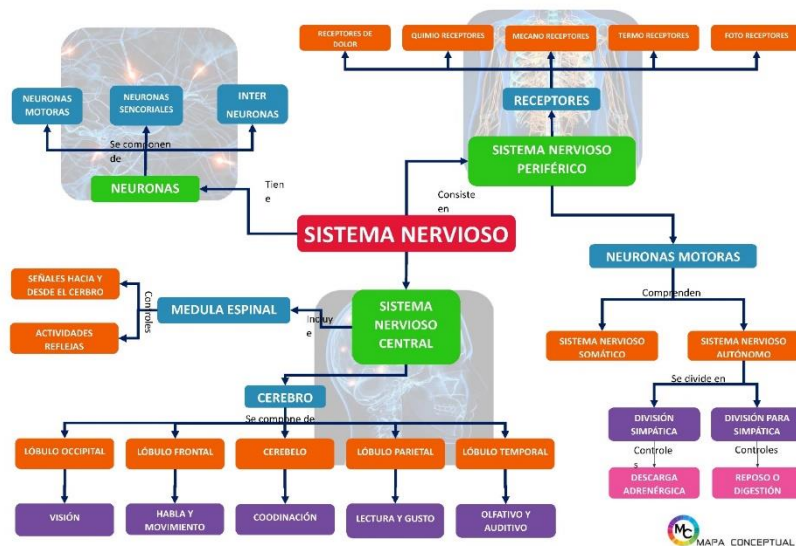 RECEPTORES DE
DOLOR
QUIMIO RECEPTORES
MECANO RECEPTORES
TERMO RECEPTORES
FOTO RECEPTORES
RECEPTORES
SISTEMA NERVIOSO
PERIFÉRICO
NEURONAS
MOTORAS
NEURONAS
SENCORIALES
INTER
NEURONAS
Se componen
de
NEURONAS
Tien
e
Consiste
en
SISTEMA NERVIOSO
NEURONAS MOTORAS
Comprenden
SISTEMA NERVIOSO
SOMÁTICO
SISTEMA NERVIOSO
AUTÓNOMO
Se divide en
DIVISIÓN
SIMPÁTICA
DIVISIÓN PARA
SIMPÁTICA
Controle
s
Controles
DESCARGA
ADRENÉRGICA
REPOSO O
DIGESTIÓN
SEÑALES HACIA Y
DESDE EL CERBRO
ACTIVIDADES
REFLEJAS
Controles
MEDULA ESPINAL
Incluy
e
SISTEMA
NERVIOSO
CENTRAL
CEREBRO
Se compone de
LÓBULO OCCIPITAL
LÓBULO FRONTAL
CEREBELO
LÓBULO PARIETAL
LÓBULO TEMPORAL
VISIÓN
HABLA Y
MOVIMIENTO
COODINACIÓN
LECTURA Y GUSTO
OLFATIVO Y
AUDITIVO
MC
MAPA CONCEPTUAL